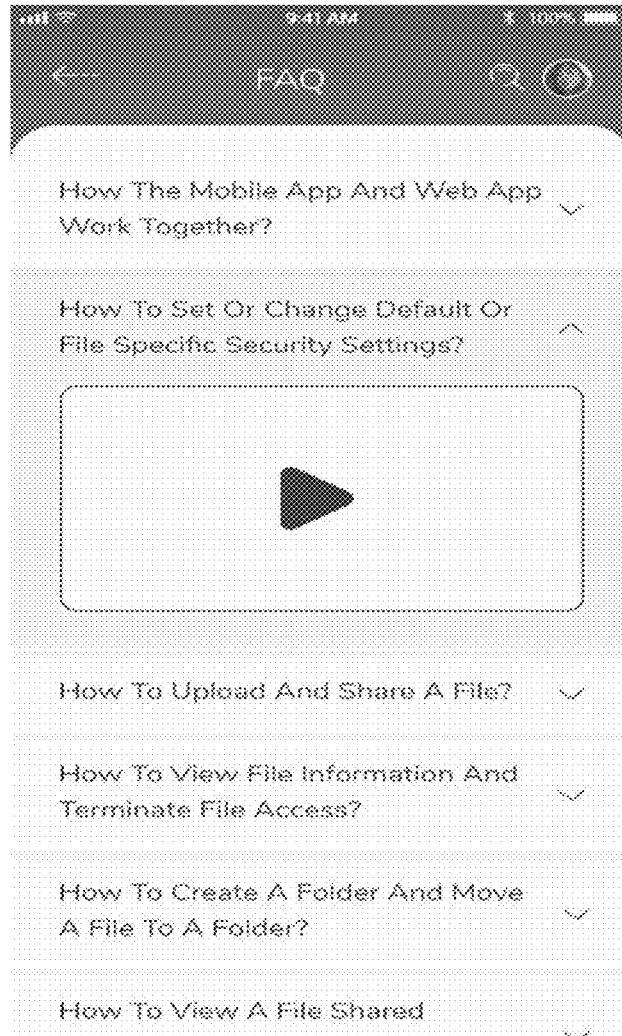 9:41 AM 100%
FAQ
How The Mobile App And Web App
Work Together?
How To Set Or Change Default Or
File Specific Security Settings?
How To Upload And Share A File?
How To View File Information And
Terminate File Access?
How To Create A Folder And Move
A File To A Folder?
How To View A File Shared